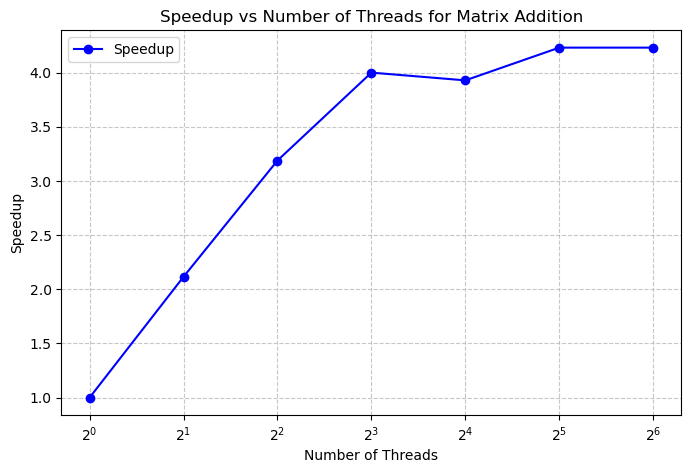 Speedup vs Number of Threads for Matrix Addition
Speedup
Speedup
4.0
3.5
3.0
2.5
2.0
1.5
1.0
2⁰ 2¹ 2² 2³ 2⁴ 2⁵ 2⁶
Number of Threads